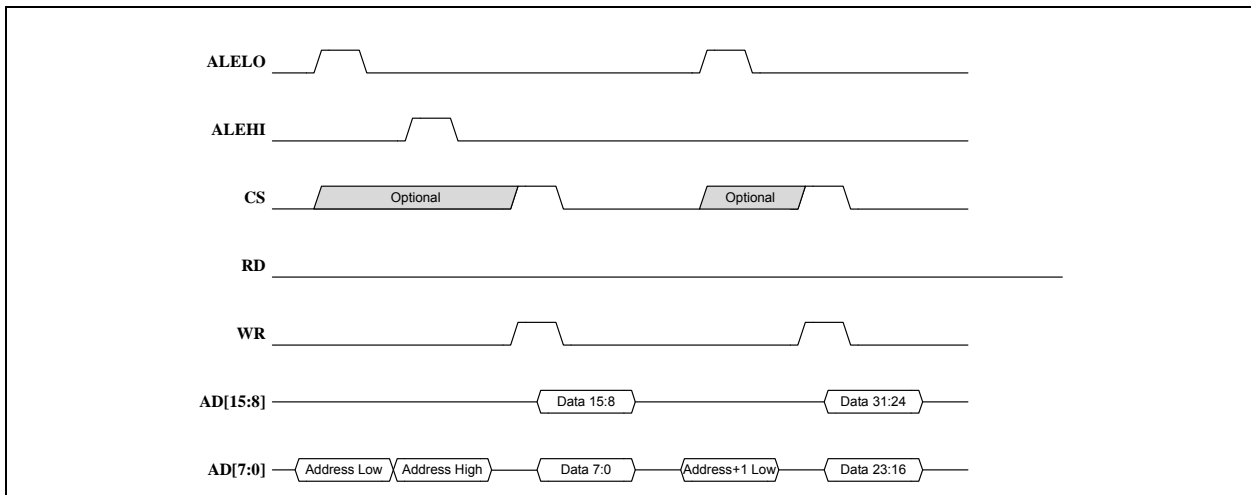 ALELO
ALEHI
CS Optional Optional
RD
WR
AD[15:8] Data 15:8 Data 31:24
AD[7:0] Address Low Address High Data 7:0 Address+1 Low Data 23:16